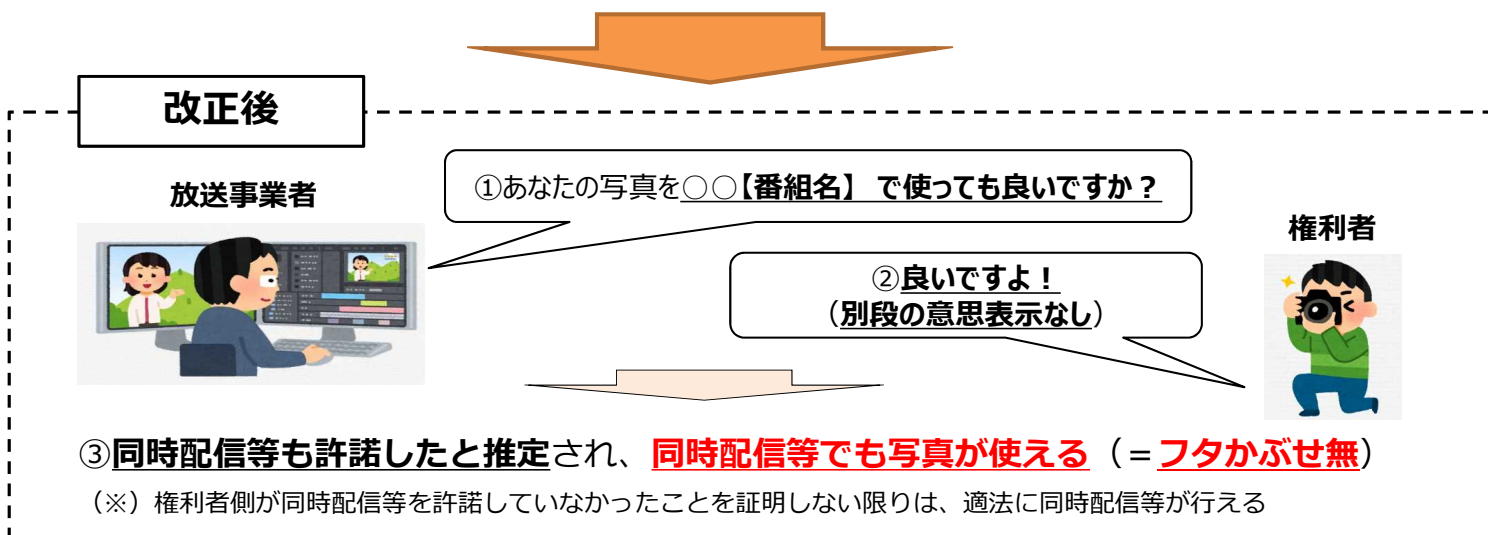 改正後
放送事業者
①あなたの写真を○○【番組名】で使っても良いですか？
権利者
②良いですよ！
（別段の意思表示なし）
③同時配信等も許諾したと推定され、同時配信等でも写真が使える（＝フタかぶせ無）
（※）権利者側が同時配信等を許諾していなかったことを証明しない限りは、適法に同時配信等が行える